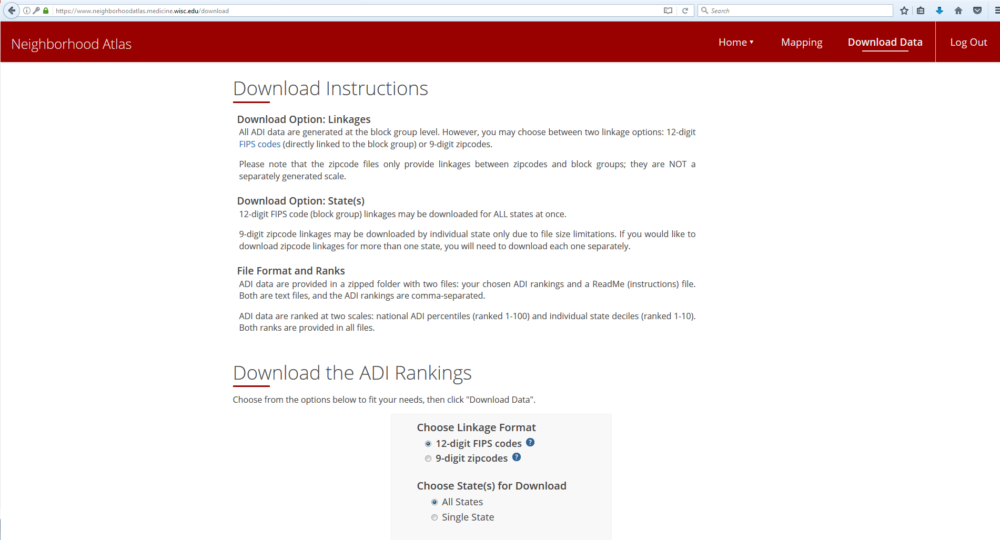 https://www.neighborhoodatlas.medicine.wisc.edu/download
Search
Neighborhood Atlas
Home ▾
Mapping
Download Data
Log Out
Download Instructions
Download Option: Linkages
All ADI data are generated at the block group level. However, you may choose between two linkage options: 12-digit
FIPS codes (directly linked to the block group) or 9-digit zipcodes.
Please note that the zipcode files only provide linkages between zipcodes and block groups; they are NOT a
separately generated scale.
Download Option: State(s)
12-digit FIPS code (block group) linkages may be downloaded for ALL states at once.
9-digit zipcode linkages may be downloaded by individual state only due to file size limitations. If you would like to
download zipcode linkages for more than one state, you will need to download each one separately.
File Format and Ranks
ADI data are provided in a zipped folder with two files: your chosen ADI rankings and a ReadMe (instructions) file.
Both are text files, and the ADI rankings are comma-separated.
ADI data are ranked at two scales: national ADI percentiles (ranked 1-100) and individual state deciles (ranked 1-10).
Both ranks are provided in all files.
Download the ADI Rankings
Choose from the options below to fit your needs, then click "Download Data".
Choose Linkage Format
12-digit FIPS codes ?
9-digit zipcodes ?
Choose State(s) for Download
All States
Single State